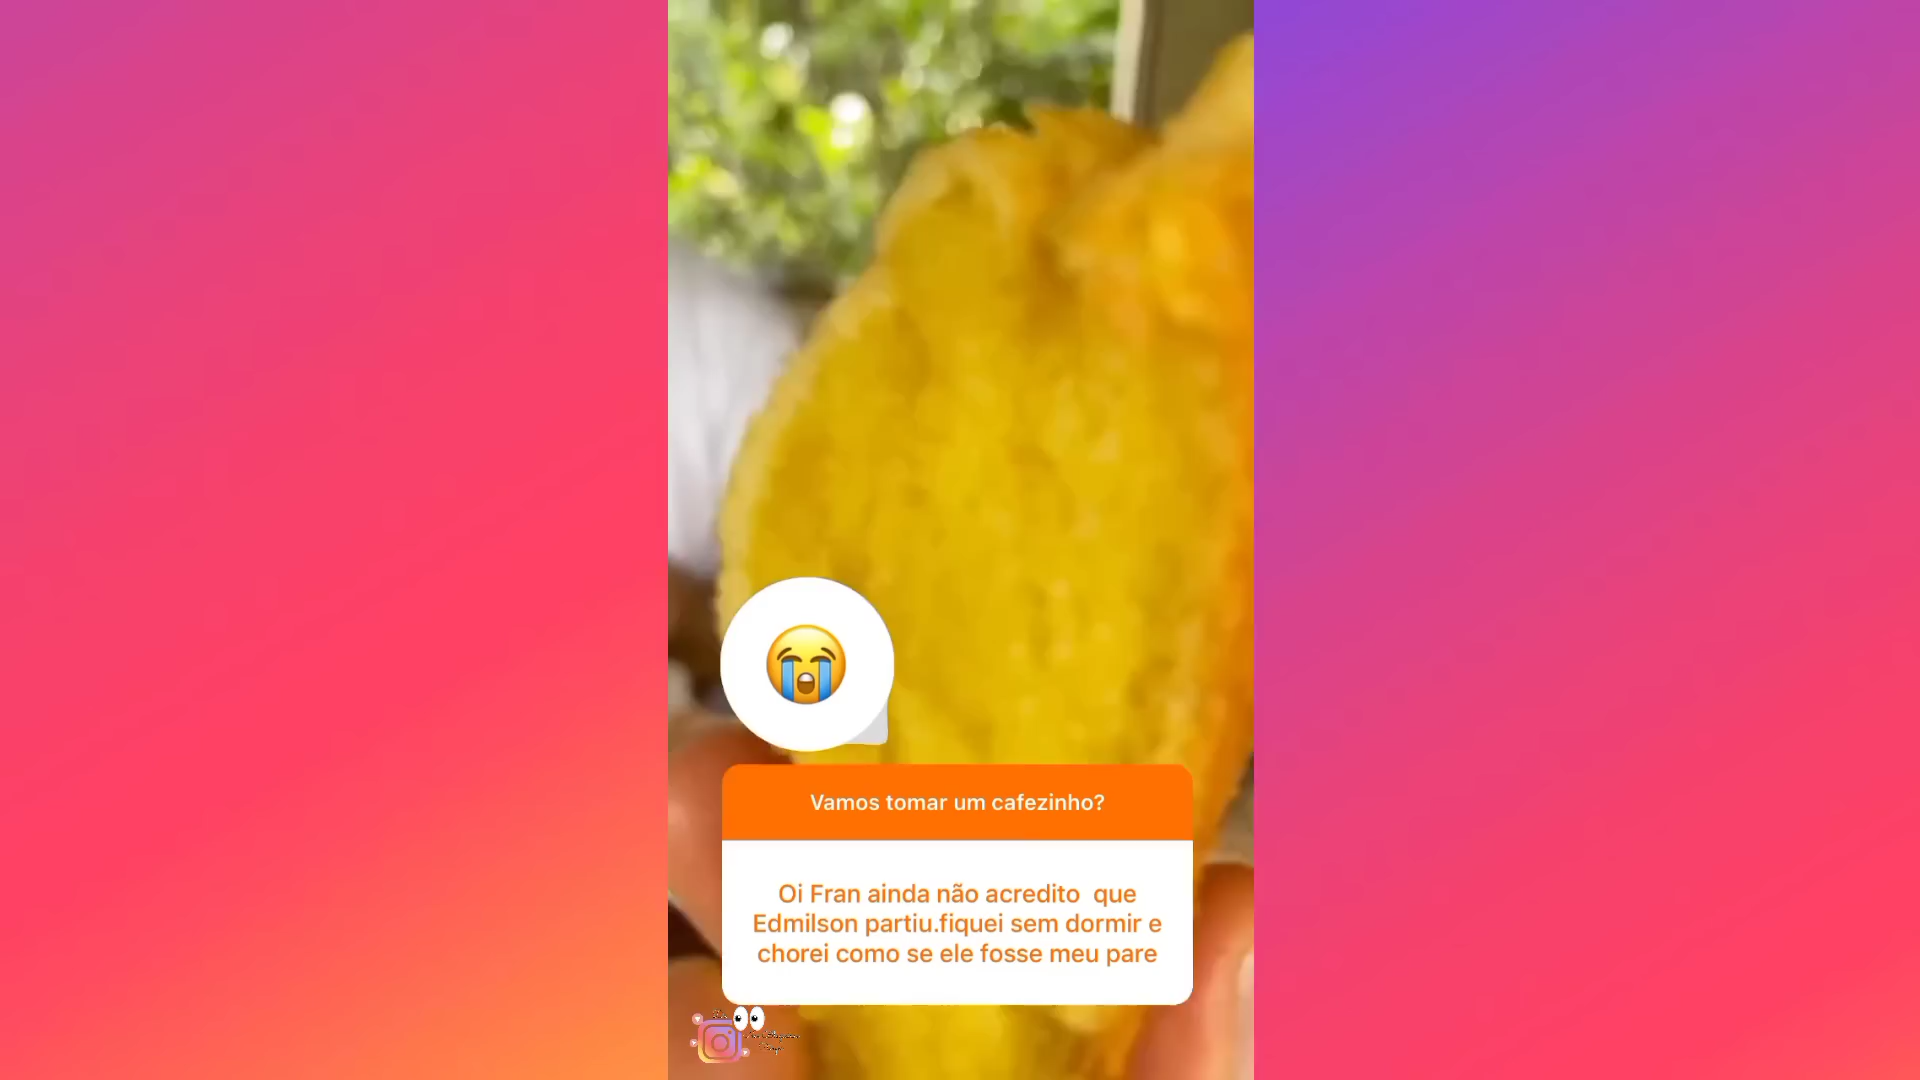 Vamos tomar um cafezinho?
Oi Fran ainda não acredito  que
Edmilson partiu.fiquei sem dormir e
chorei como se ele fosse meu pare